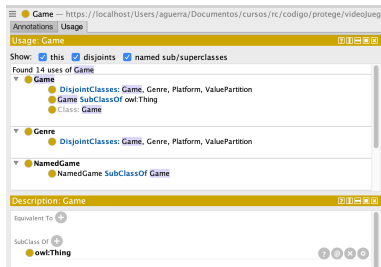 Game — https://localhost/Users/aguerra/Documentos/cursos/rc/codigo/protege/videoJueg
Annotations Usage
Usage: Game
Show: this disjoints named sub/superclasses
Found 14 uses of Game
Game
DisjointClasses: Game, Genre, Platform, ValuePartition
Game SubClassOf owl:Thing
Class: Game
Genre
DisjointClasses: Game, Genre, Platform, ValuePartition
NamedGame
NamedGame SubClassOf Game
Description: Game
Equivalent To
SubClass Of
owl:Thing